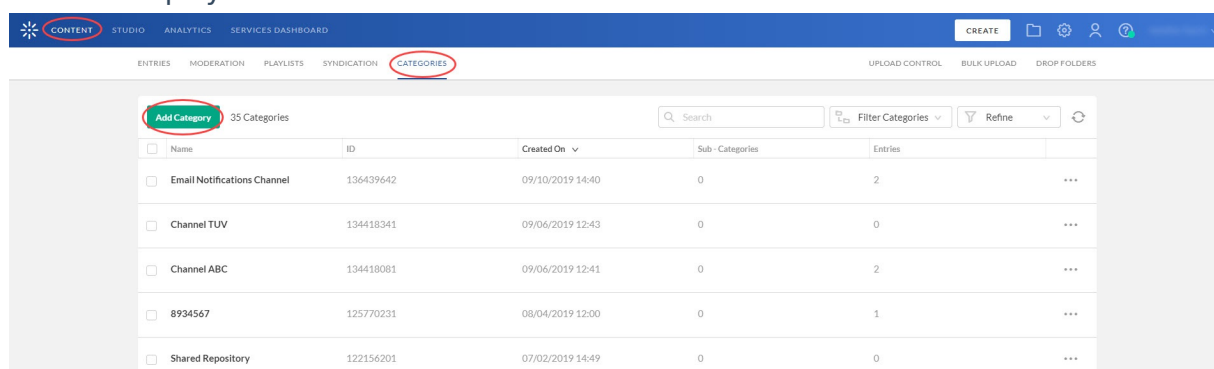 CONTENT STUDIO ANALYTICS SERVICES DASHBOARD CREATE
ENTRIES MODERATION PLAYLISTS SYNDICATION CATEGORIES UPLOAD CONTROL BULK UPLOAD DROP FOLDERS
Add Category 35 Categories Search Filter Categories Refine
Name ID Created On Sub - Categories Entries
Email Notifications Channel 136439642 09/10/2019 14:40 0 2
Channel TUV 134418341 09/06/2019 12:43 0 0
Channel ABC 134418081 09/06/2019 12:41 0 2
8934567 125770231 08/04/2019 12:00 0 1
Shared Repository 122156201 07/02/2019 14:49 0 0